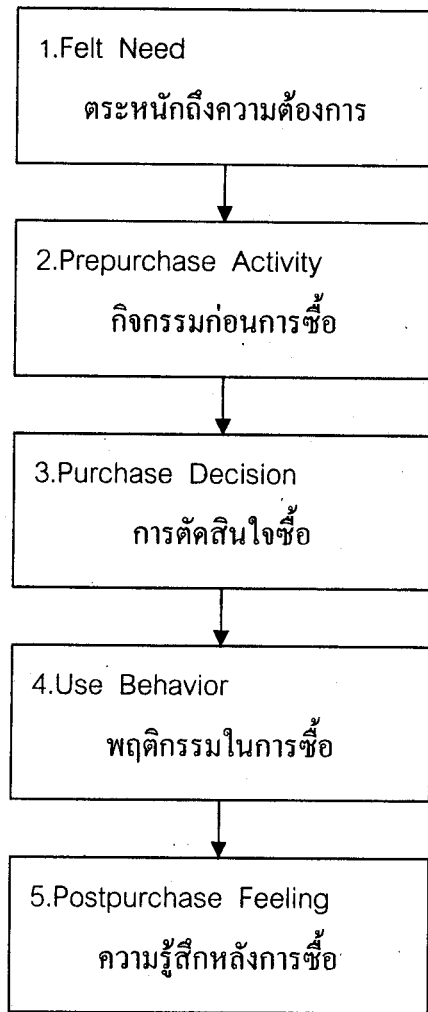 1.Felt Need
ตระหนักถึงความต้องการ
2.Prepurchase Activity
กิจกรรมก่อนการซื้อ
3.Purchase Decision
การตัดสินใจซื้อ
4.Use Behavior
พฤติกรรมในการซื้อ
5.Postpurchase Feeling
ความรู้สึกหลังการซื้อ